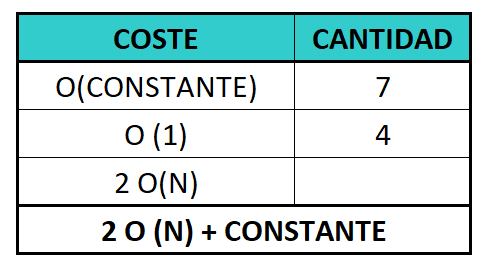 COSTE CANTIDAD
O(CONSTANTE) 7
O (1) 4
2 O(N)
2 O (N) + CONSTANTE